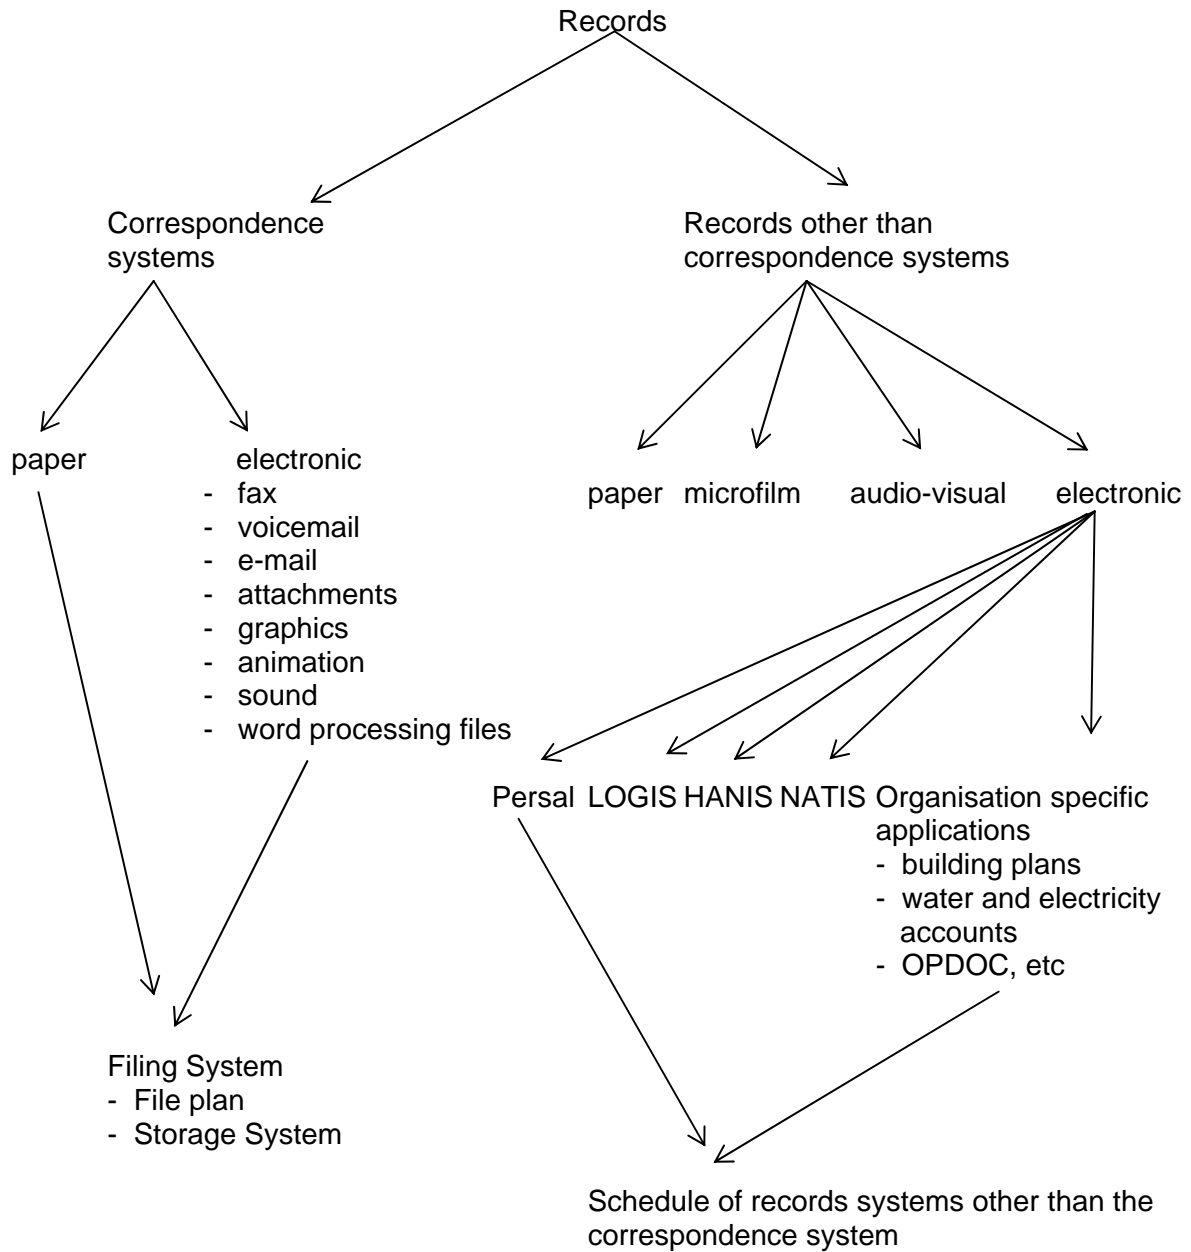 Records
Correspondence
systems
Records other than
correspondence systems
paper
electronic
- fax
- voicemail
- e-mail
- attachments
- graphics
- animation
- sound
- word processing files
paper microfilm audio-visual electronic
Persal LOGIS HANIS NATIS Organisation specific
applications
- building plans
- water and electricity
accounts
- OPDOC, etc
Filing System
- File plan
- Storage System
Schedule of records systems other than the
correspondence system